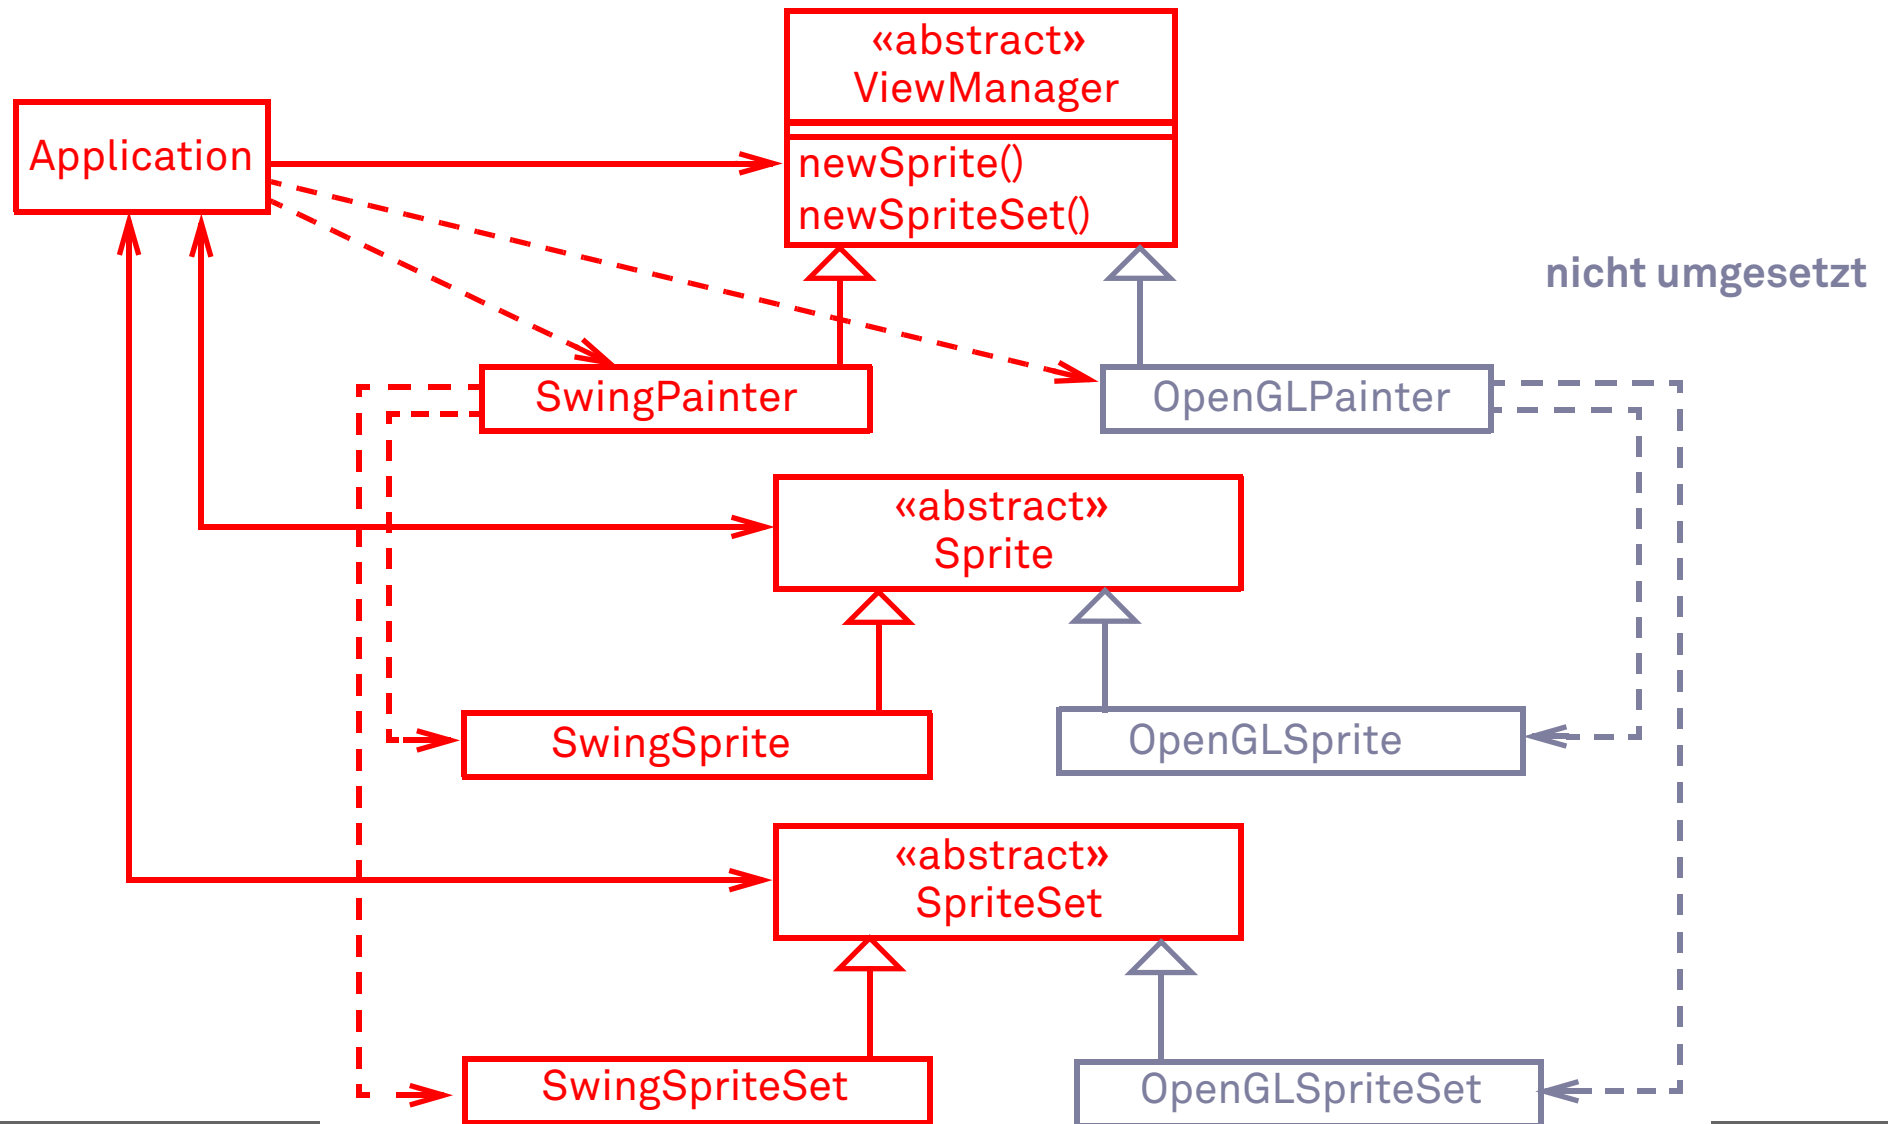 «abstract»
ViewManager
Application
newSprite()
newSpriteSet()
nicht umgesetzt
SwingPainter
OpenGLPainter
«abstract»
Sprite
SwingSprite
OpenGLSprite
«abstract»
SpriteSet
SwingSpriteSet
OpenGLSpriteSet